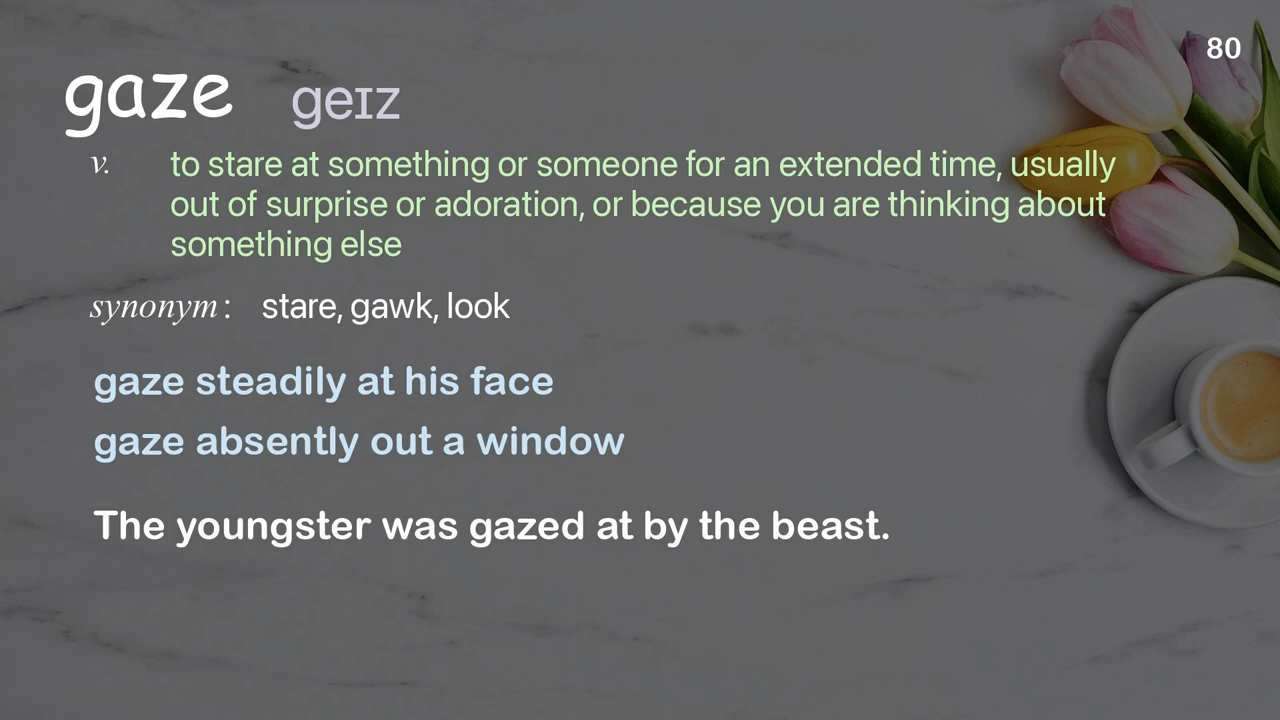 80
gaze geɪz
v. to stare at something or someone for an extended time, usually
out of surprise or adoration, or because you are thinking about
something else
synonym: stare, gawk, look
gaze steadily at his face
gaze absently out a window
The youngster was gazed at by the beast.